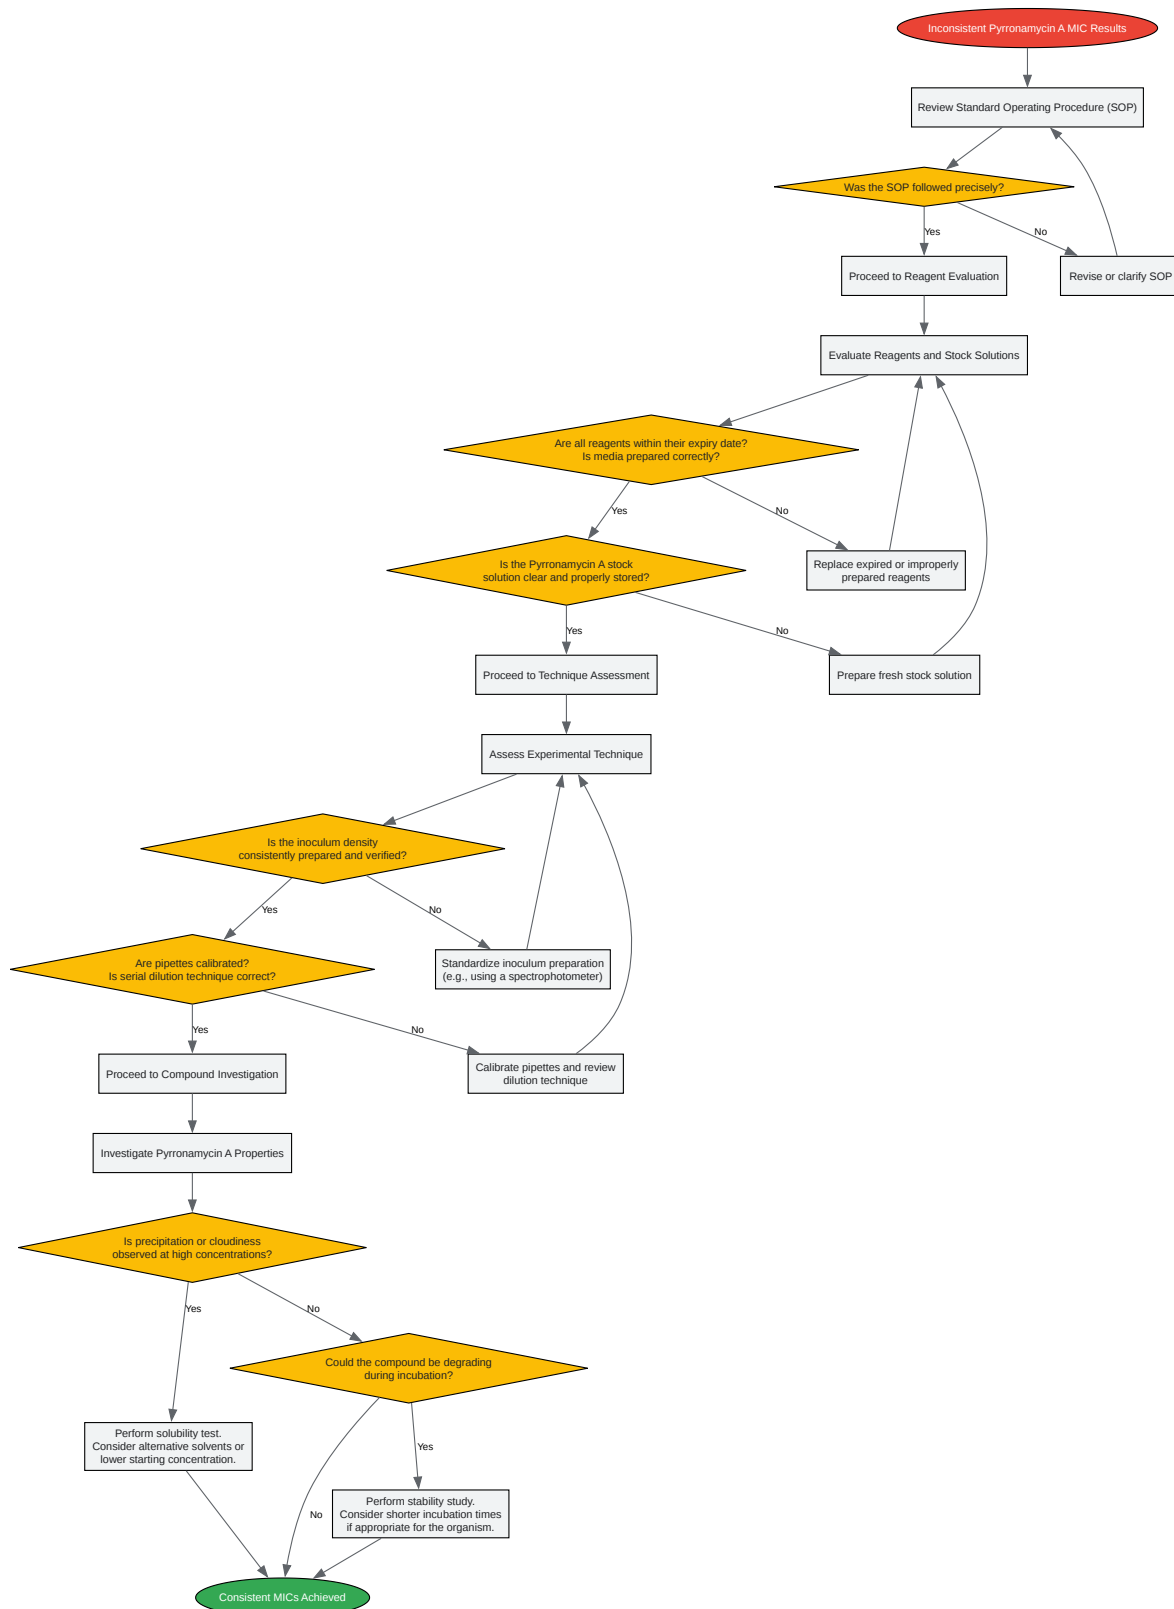 Inconsistent Pyrronamycin A MIC Results
Review Standard Operating Procedure (SOP)
Was the SOP followed precisely?
Yes
No
Proceed to Reagent Evaluation
Revise or clarify SOP
Evaluate Reagents and Stock Solutions
Are all reagents within their expiry date?
Is media prepared correctly?
Yes
No
Is the Pyrronamycin A stock
solution clear and properly stored?
Replace expired or improperly
prepared reagents
Yes
No
Proceed to Technique Assessment
Prepare fresh stock solution
Assess Experimental Technique
Is the inoculum density
consistently prepared and verified?
Yes
No
Are pipettes calibrated?
Is serial dilution technique correct?
Standardize inoculum preparation
(e.g., using a spectrophotometer)
Yes
No
Proceed to Compound Investigation
Calibrate pipettes and review
dilution technique
Investigate Pyrronamycin A Properties
Is precipitation or cloudiness
observed at high concentrations?
Yes
No
Could the compound be degrading
during incubation?
Perform solubility test.
Consider alternative solvents or
lower starting concentration.
Yes
No
Perform stability study.
Consider shorter incubation times
if appropriate for the organism.
Consistent MICs Achieved